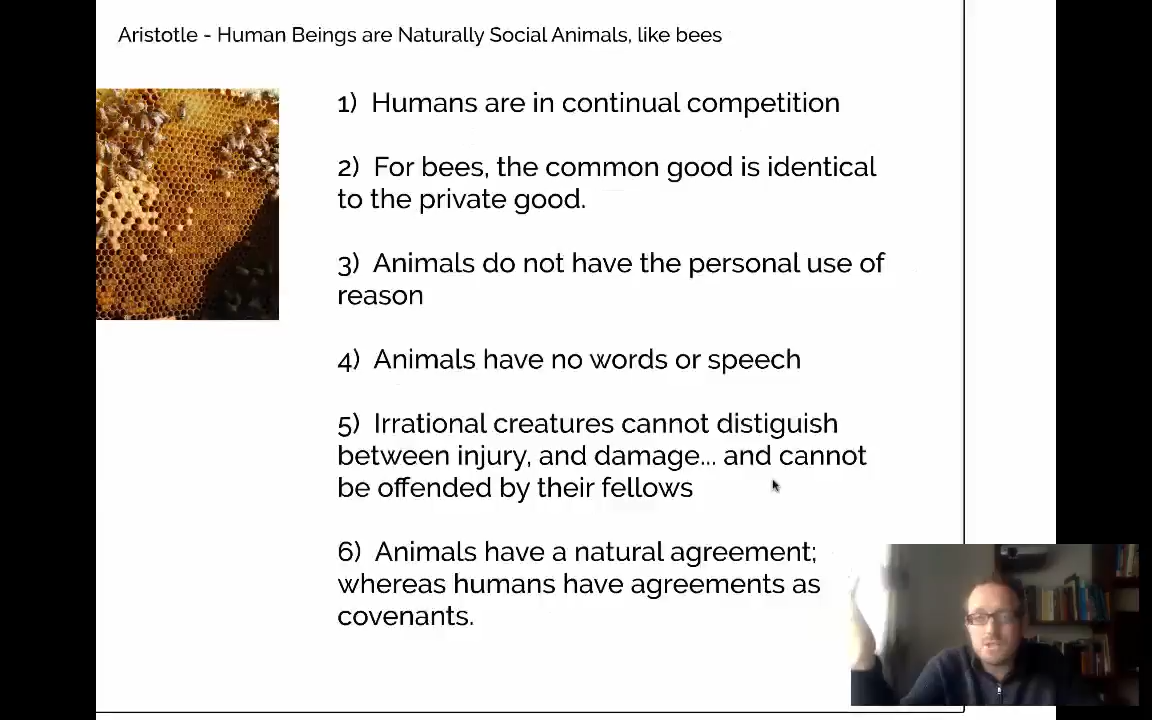 Aristotle - Human Beings are Naturally Social Animals, like bees
1) Humans are in continual competition
2) For bees, the common good is identical
to the private good.
3) Animals do not have the personal use of
reason
4) Animals have no words or speech
5) Irrational creatures cannot distiguish
between injury, and damage... and cannot
be offended by their fellows
6) Animals have a natural agreement;
whereas humans have agreements as
covenants.